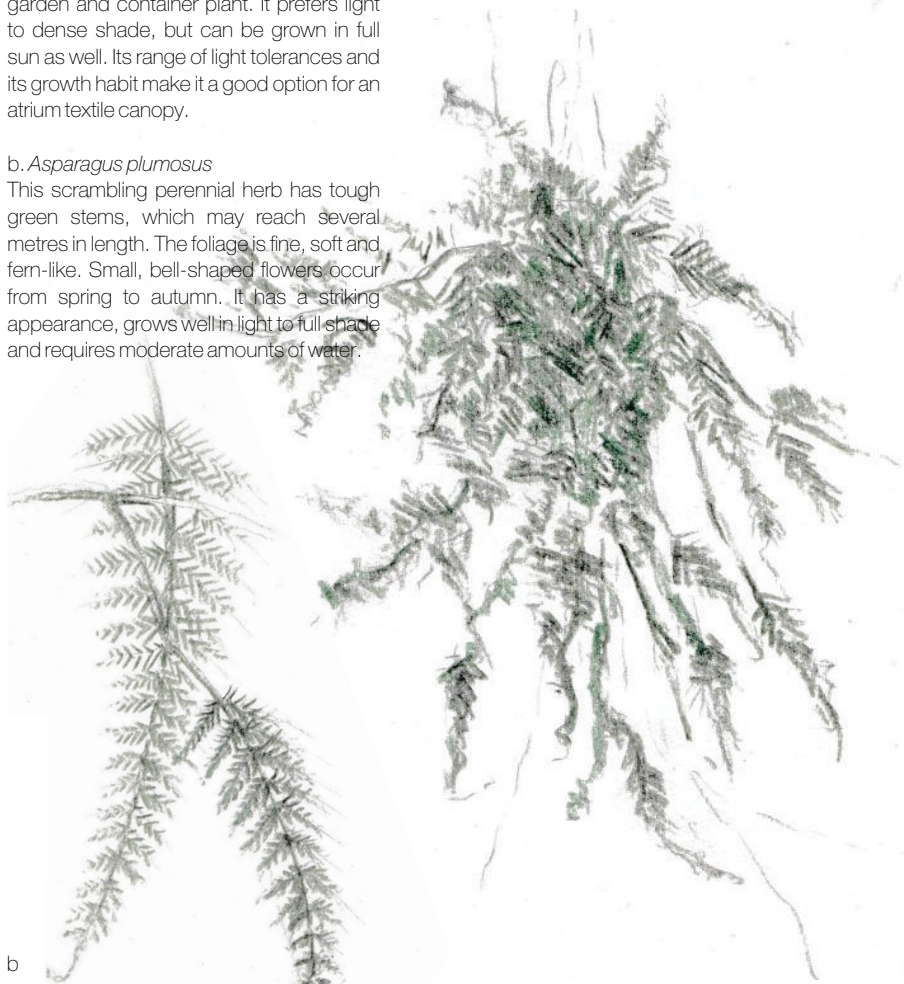 garden and container plant. It prefers light
to dense shade, but can be grown in full
sun as well. Its range of light tolerances and
its growth habit make it a good option for an
atrium textile canopy.
b. Asparagus plumosus
This scrambling perennial herb has tough
green stems, which may reach several
metres in length. The foliage is fine, soft and
fern-like. Small, bell-shaped flowers occur
from spring to autumn. It has a striking
appearance, grows well in light to full shade
and requires moderate amounts of water.
b